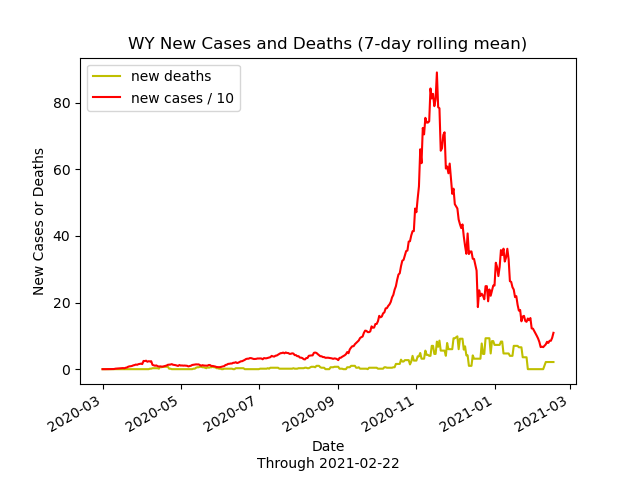 WY New Cases and Deaths (7-day rolling mean)
new deaths
new cases / 10
New Cases or Deaths
80
60
40
20
0
2020-03
2020-05
2020-07
2020-09
2020-11
2021-01
2021-03
Date
Through 2021-02-22